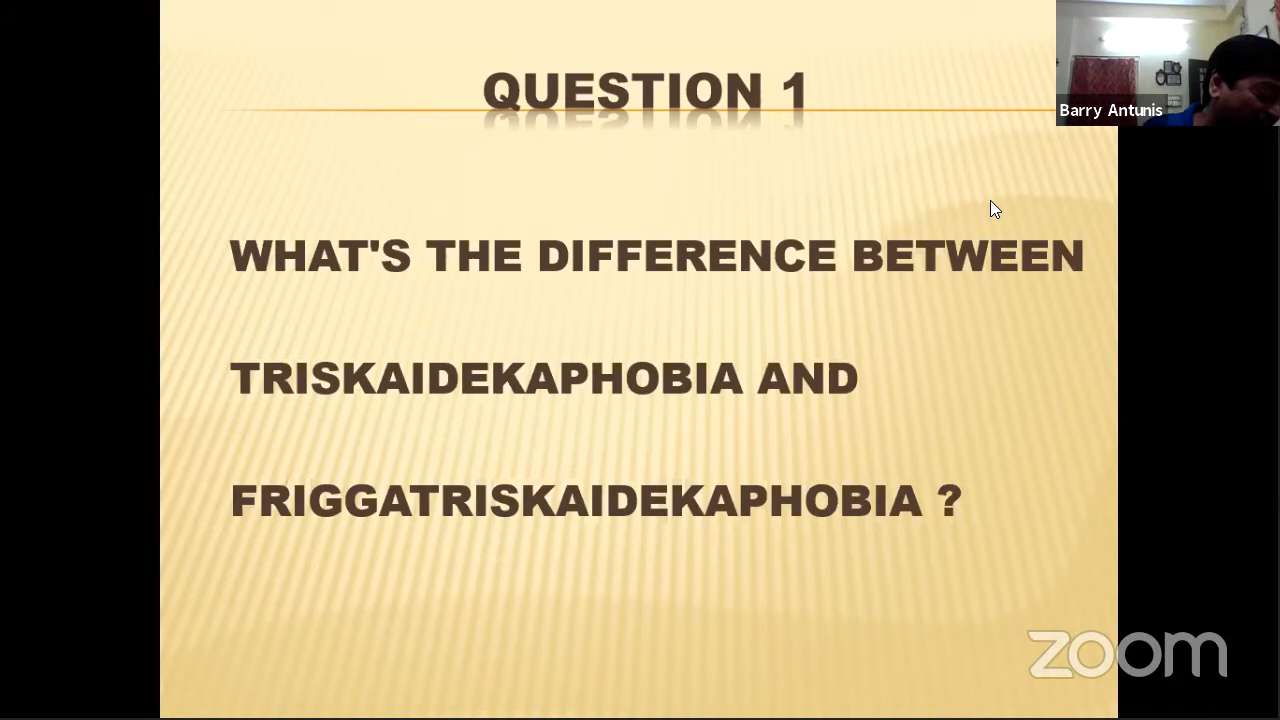 QUESTION 1
Barry Antunis
WHAT'S THE DIFFERENCE BETWEEN
TRISKAIDEKAPHOBIA AND
FRIGGATRISKAIDEKAPHOBIA ?
zoom